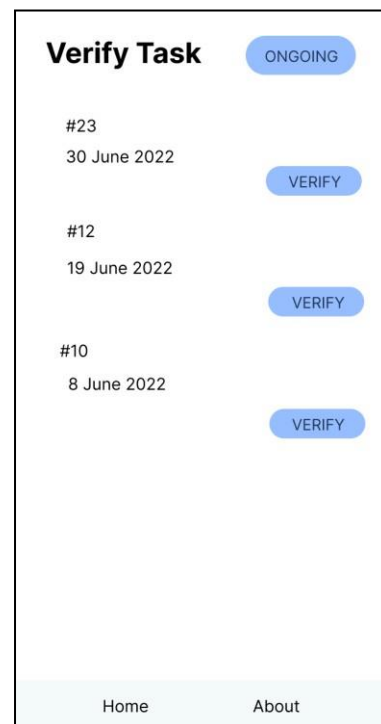 Verify Task
ONGOING
#23
30 June 2022
VERIFY
#12
19 June 2022
VERIFY
#10
8 June 2022
VERIFY
Home
About